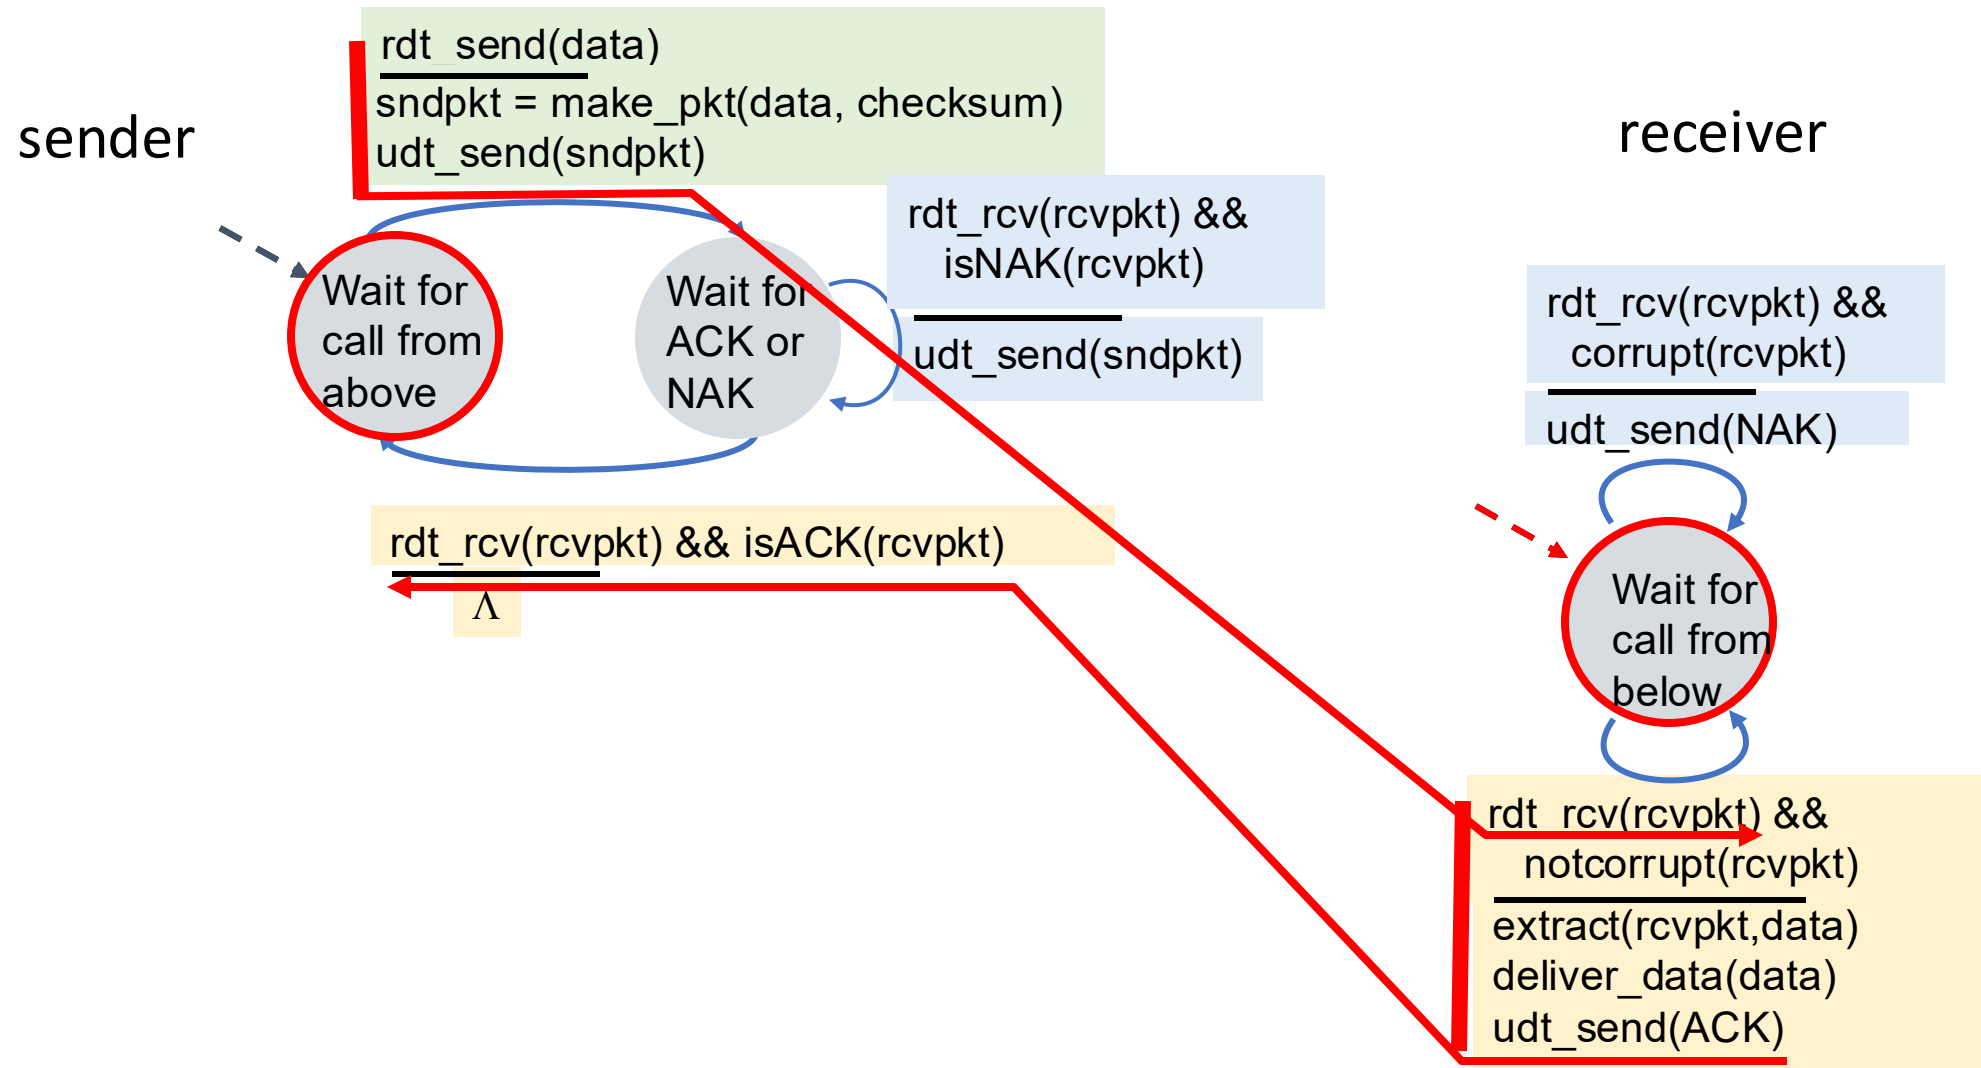 rdt_send(data)
sndpkt = make_pkt(data, checksum)
udt_send(sndpkt)
sender
receiver
rdt_rcv(rcvpkt) &&
isNAK(rcvpkt)
udt_send(sndpkt)
Wait for
call from
above
Wait for
ACK or
NAK
rdt_rcv(rcvpkt) &&
corrupt(rcvpkt)
udt_send(NAK)
rdt_rcv(rcvpkt) && isACK(rcvpkt)
Λ
Wait for
call from
below
rdt_rcv(rcvpkt) &&
notcorrupt(rcvpkt)
extract(rcvpkt,data)
deliver_data(data)
udt_send(ACK)